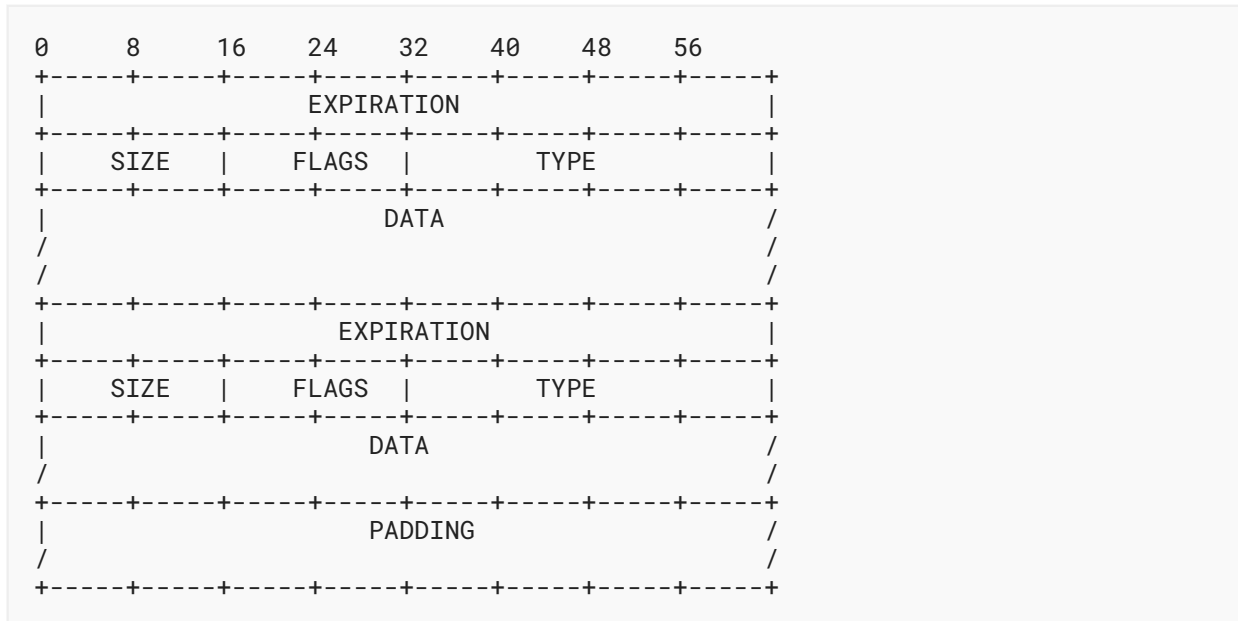 0     8     16    24    32    40    48    56
+-----+-----+-----+-----+-----+-----+-----+-----+
|                 EXPIRATION                    |
+-----+-----+-----+-----+-----+-----+-----+-----+
|    SIZE   |    FLAGS  |        TYPE           |
+-----+-----+-----+-----+-----+-----+-----+-----+
|                      DATA                     /
/                                               /
/                                               /
+-----+-----+-----+-----+-----+-----+-----+-----+
|                   EXPIRATION                  |
+-----+-----+-----+-----+-----+-----+-----+-----+
|    SIZE   |    FLAGS  |        TYPE           |
+-----+-----+-----+-----+-----+-----+-----+-----+
|                     DATA                      /
/                                               /
+-----+-----+-----+-----+-----+-----+-----+-----+
|                     PADDING                   /
/                                               /
+-----+-----+-----+-----+-----+-----+-----+-----+